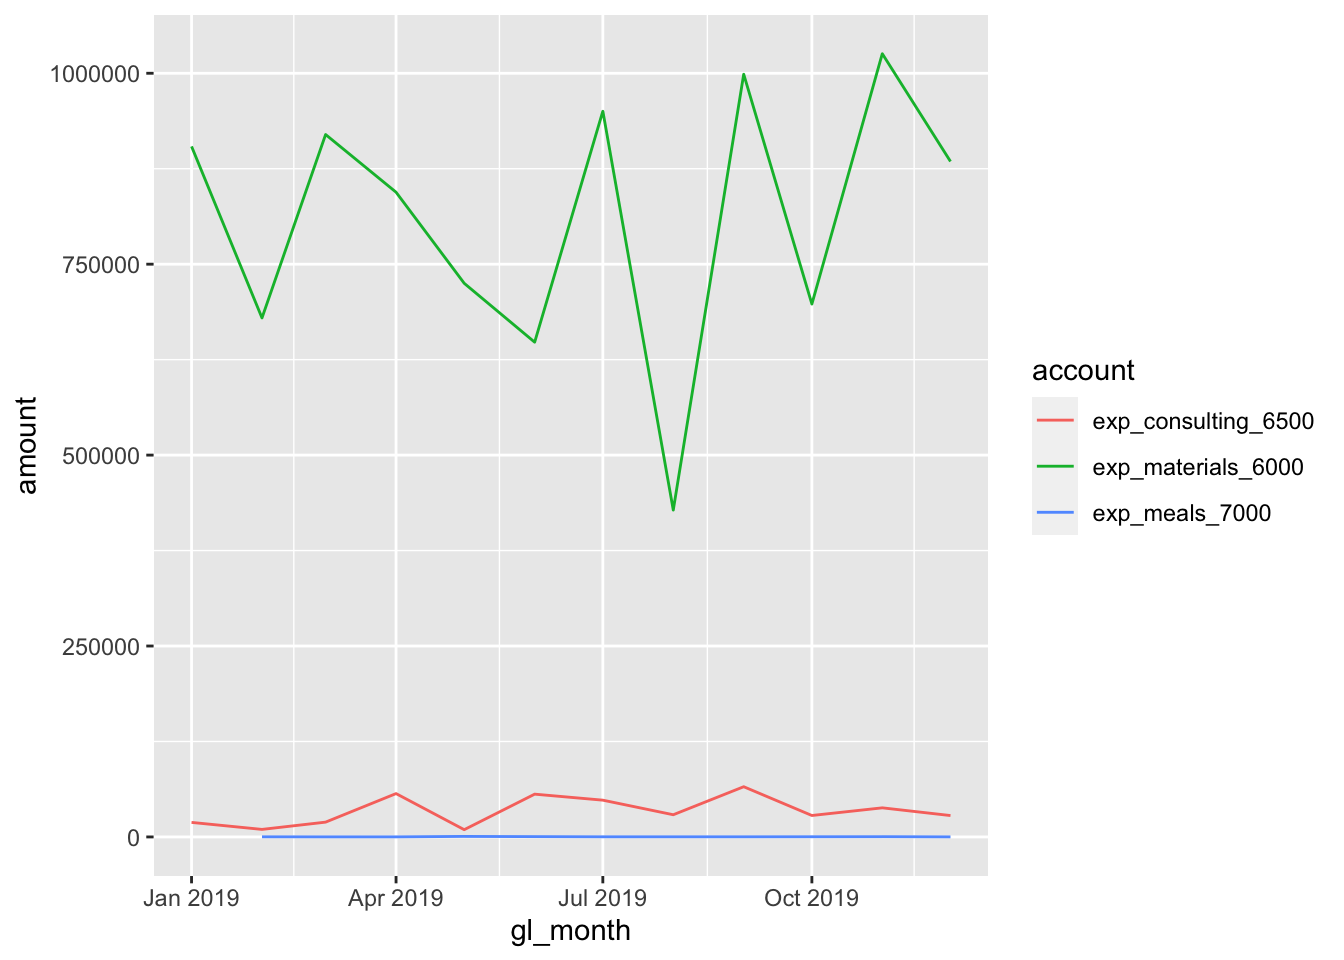 1000000
750000
500000
250000
0
amount
Jan 2019
Apr 2019
Jul 2019
Oct 2019
gl_month
account
exp_consulting_6500
exp_materials_6000
exp_meals_7000